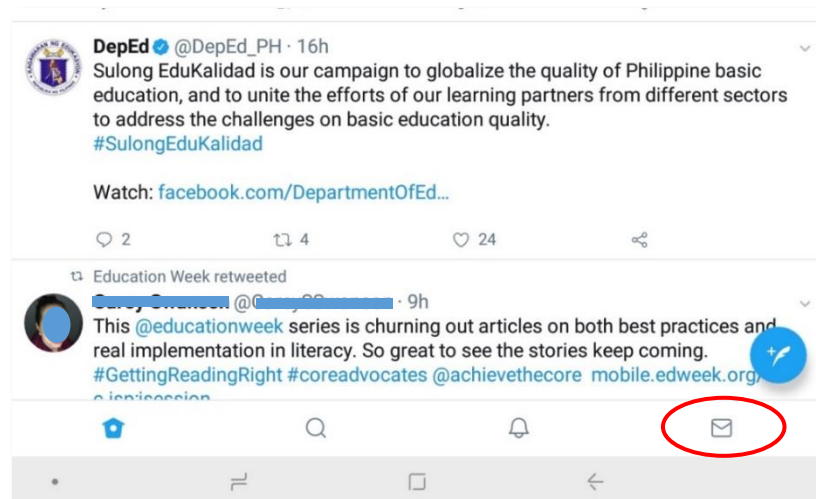 DepEd @DepEd_PH · 16h
Sulong EduKalidad is our campaign to globalize the quality of Philippine basic
education, and to unite the efforts of our learning partners from different sectors
to address the challenges on basic education quality.
#SulongEduKalidad
Watch: facebook.com/DepartmentOfEd...
2 4 24
Education Week retweeted
· 9h
This @educationweek series is churning out articles on both best practices and
real implementation in literacy. So great to see the stories keep coming.
#GettingReadingRight #coreadvocates @achievethecore mobile.edweek.org/